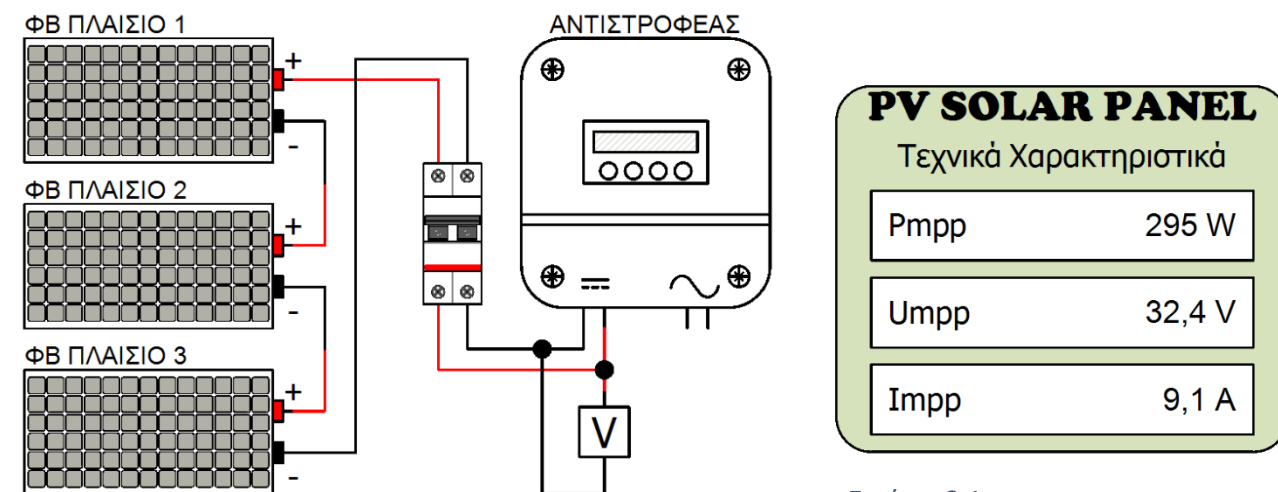 ΦΒ ΠΛΑΙΣΙΟ 1
+
-
ΦΒ ΠΛΑΙΣΙΟ 2
+
-
ΦΒ ΠΛΑΙΣΙΟ 3
+
-
ΑΝΤΙΣΤΡΟΦΕΑΣ
V
PV SOLAR PANEL
Τεχνικά Χαρακτηριστικά
Pmpp 295 W
Umpp 32,4 V
Impp 9,1 A